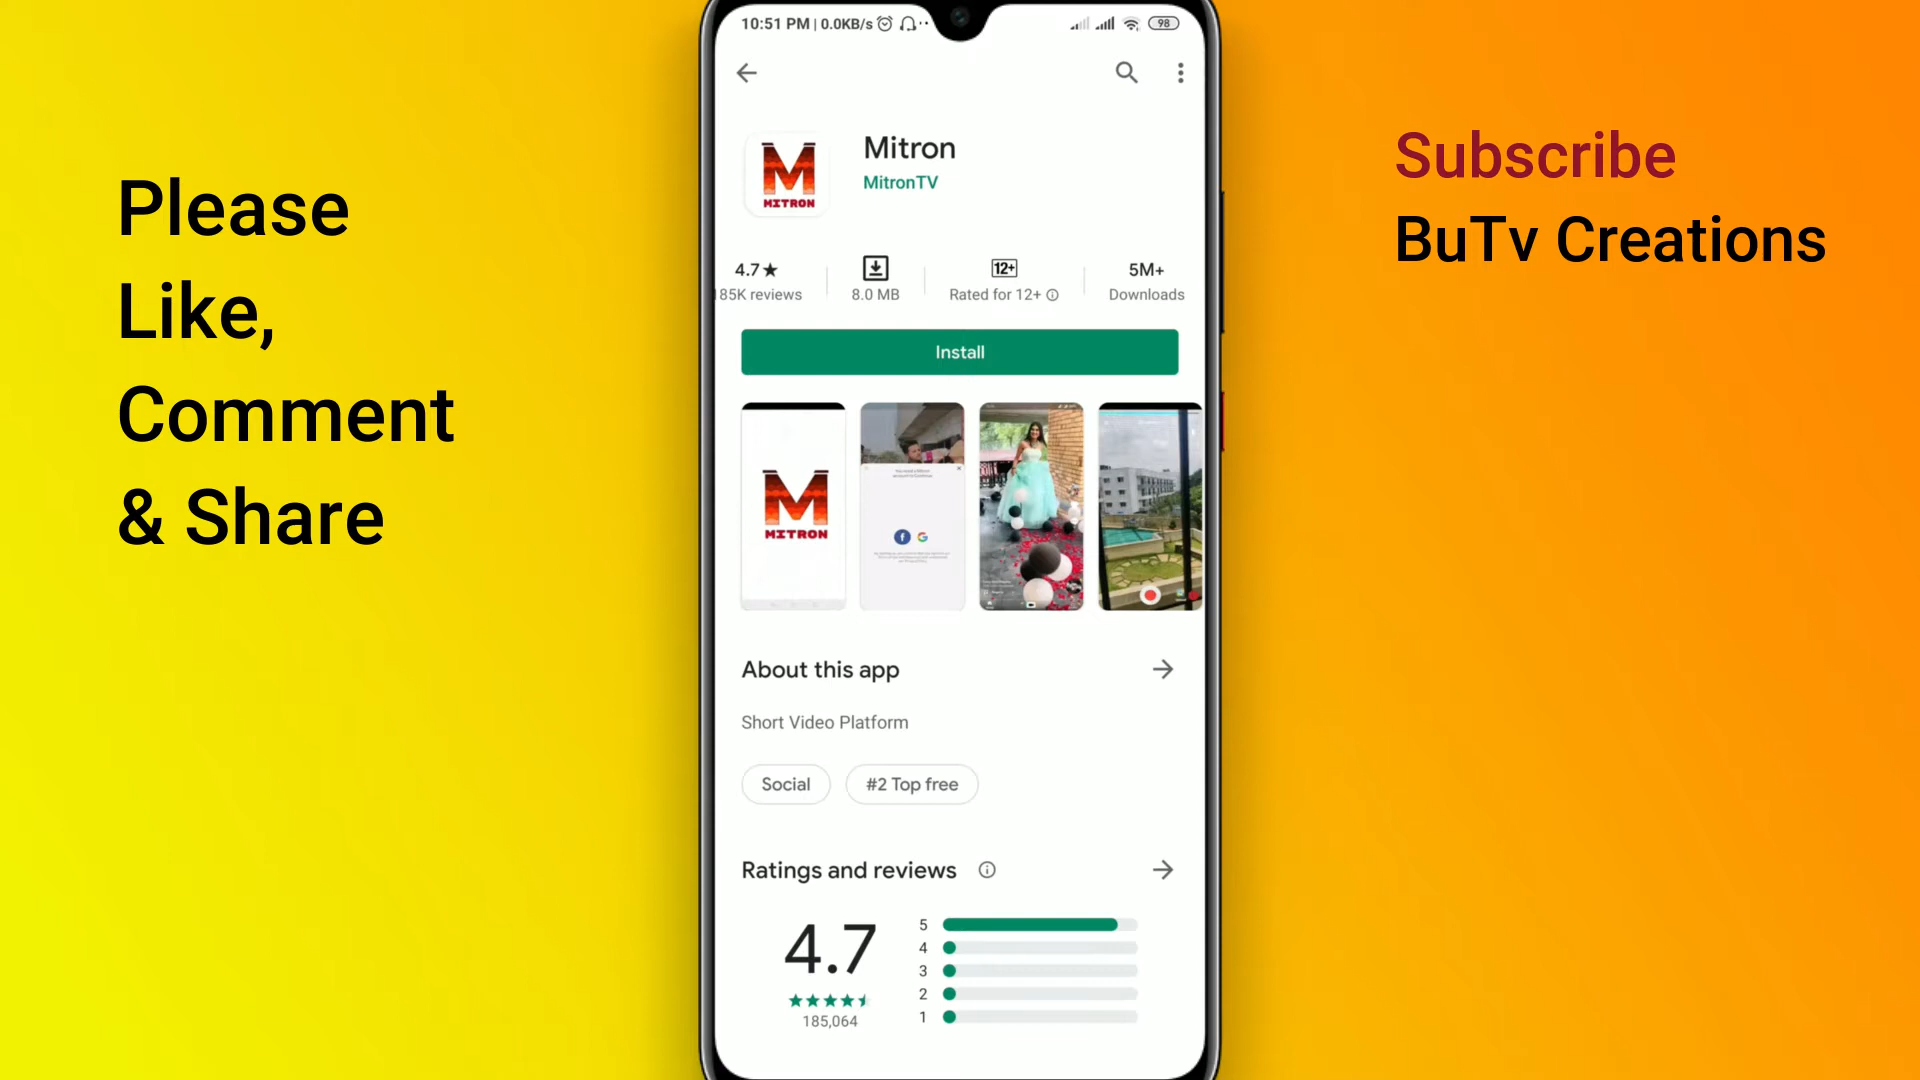 Please
Like,
Comment
& Share
Subscribe
BuTv Creations
10:51 PM | 0.0KB/s
98
Mitron
MitronTV
MITRON
4.7★
185K reviews
8.0 MB
12+
Rated for 12+
5M+
Downloads
Install
MITRON
About this app
Short Video Platform
Social
#2 Top free
Ratings and reviews
4.7
185,064
5
4
3
2
1